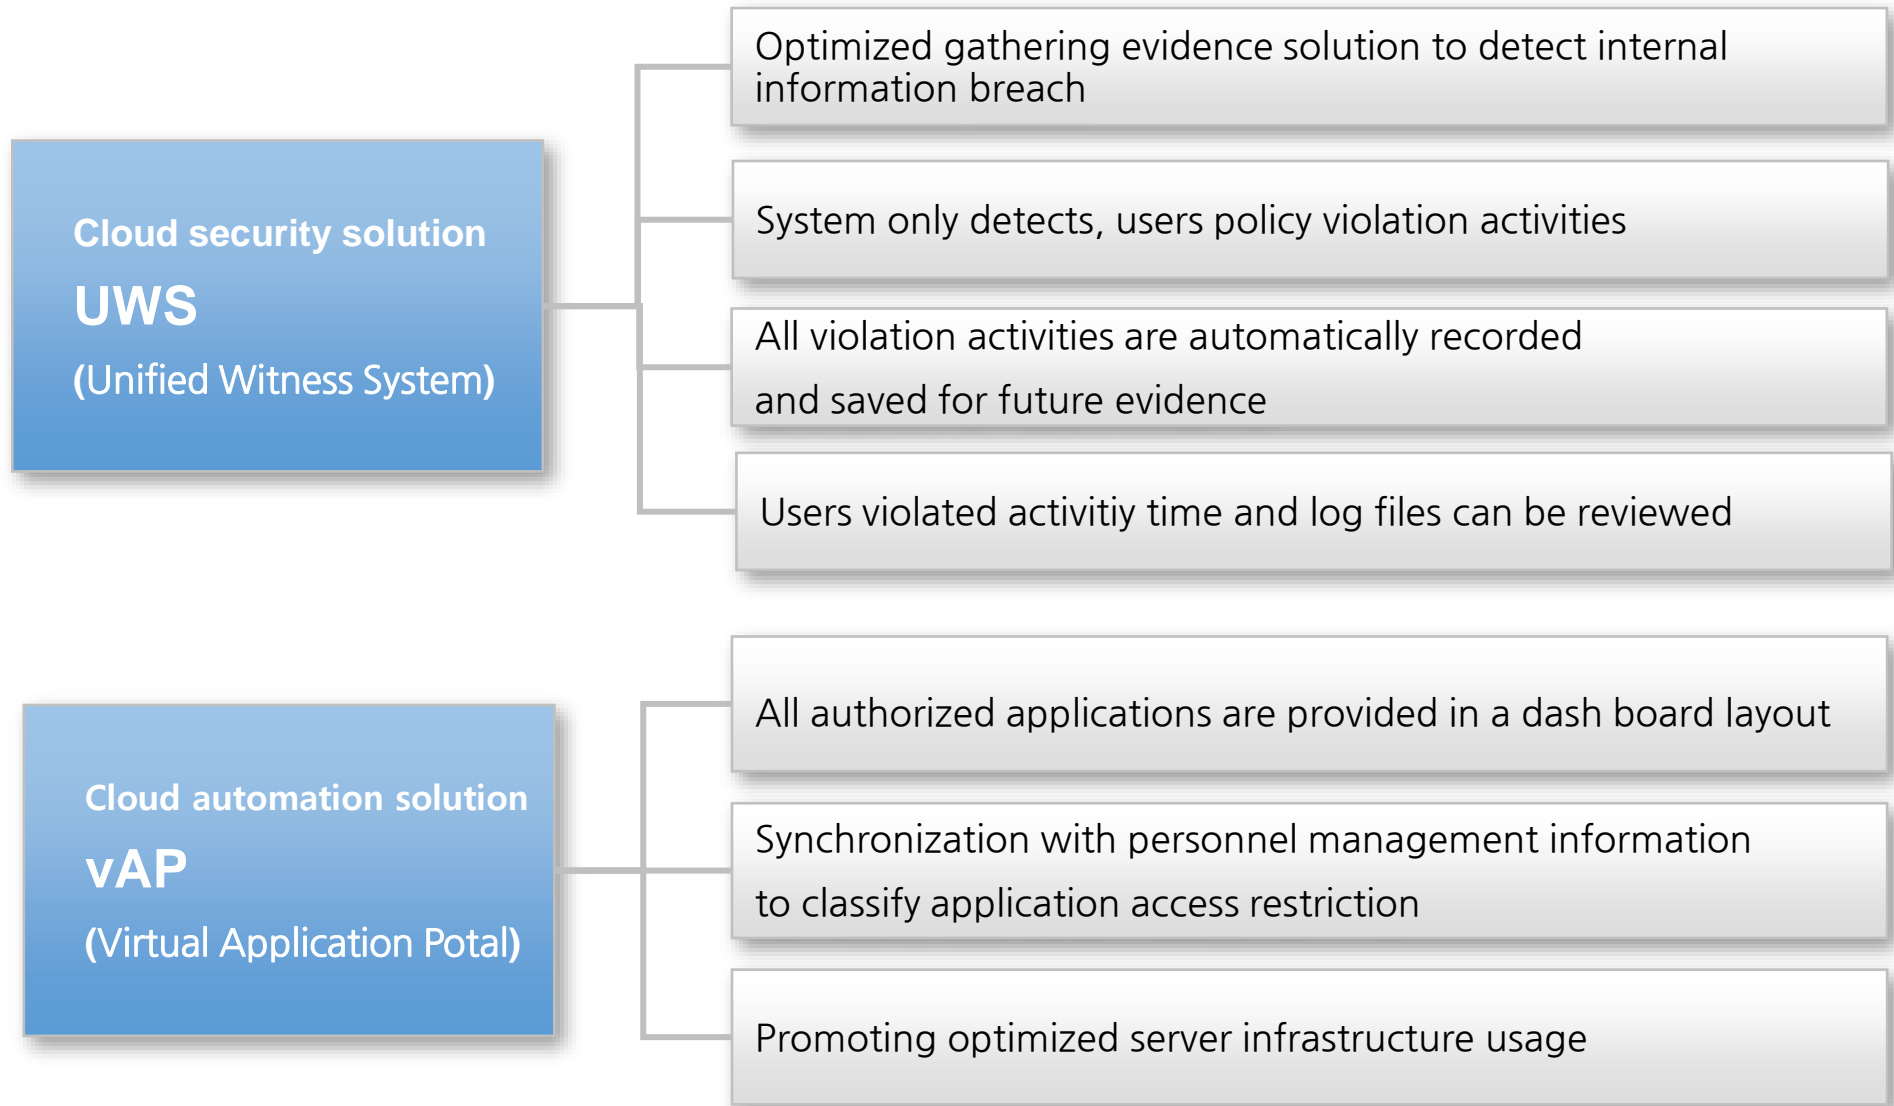 Cloud security solution
UWS
(Unified Witness System)
Optimized gathering evidence solution to detect internal
information breach
System only detects, users policy violation activities
All violation activities are automatically recorded
and saved for future evidence
Users violated activitiy time and log files can be reviewed
Cloud automation solution
vAP
(Virtual Application Potal)
All authorized applications are provided in a dash board layout
Synchronization with personnel management information
to classify application access restriction
Promoting optimized server infrastructure usage